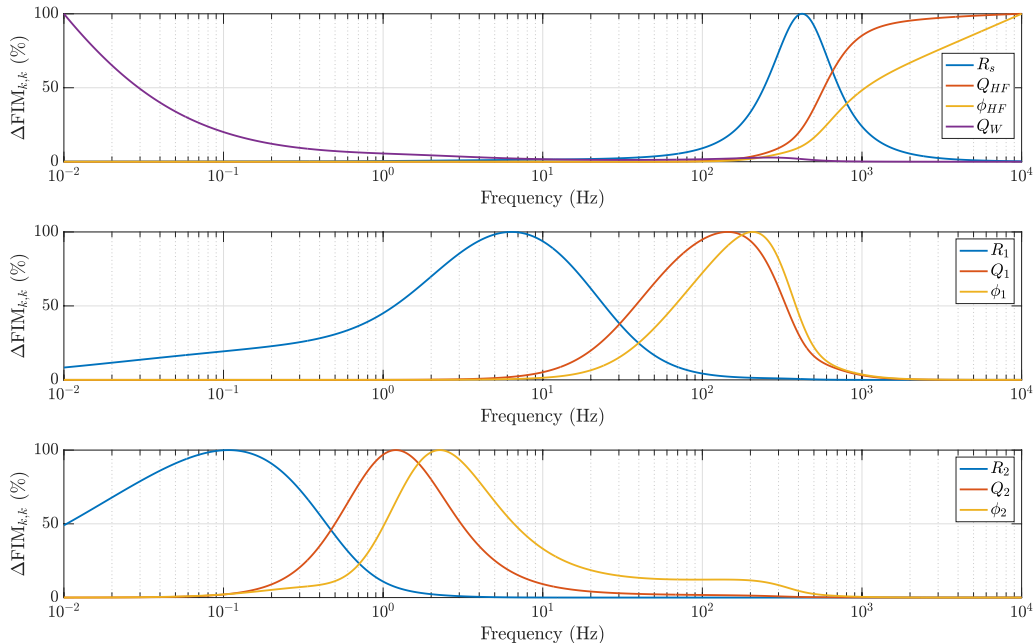 ΔFIM_{k,k} (%)
100
50
0
R_s
Q_{HF}
ϕ_{HF}
Q_W
10^{-2} 10^{-1} 10^0 10^1 10^2 10^3 10^4
Frequency (Hz)
ΔFIM_{k,k} (%)
100
50
0
R_1
Q_1
ϕ_1
10^{-2} 10^{-1} 10^0 10^1 10^2 10^3 10^4
Frequency (Hz)
ΔFIM_{k,k} (%)
100
50
0
R_2
Q_2
ϕ_2
10^{-2} 10^{-1} 10^0 10^1 10^2 10^3 10^4
Frequency (Hz)